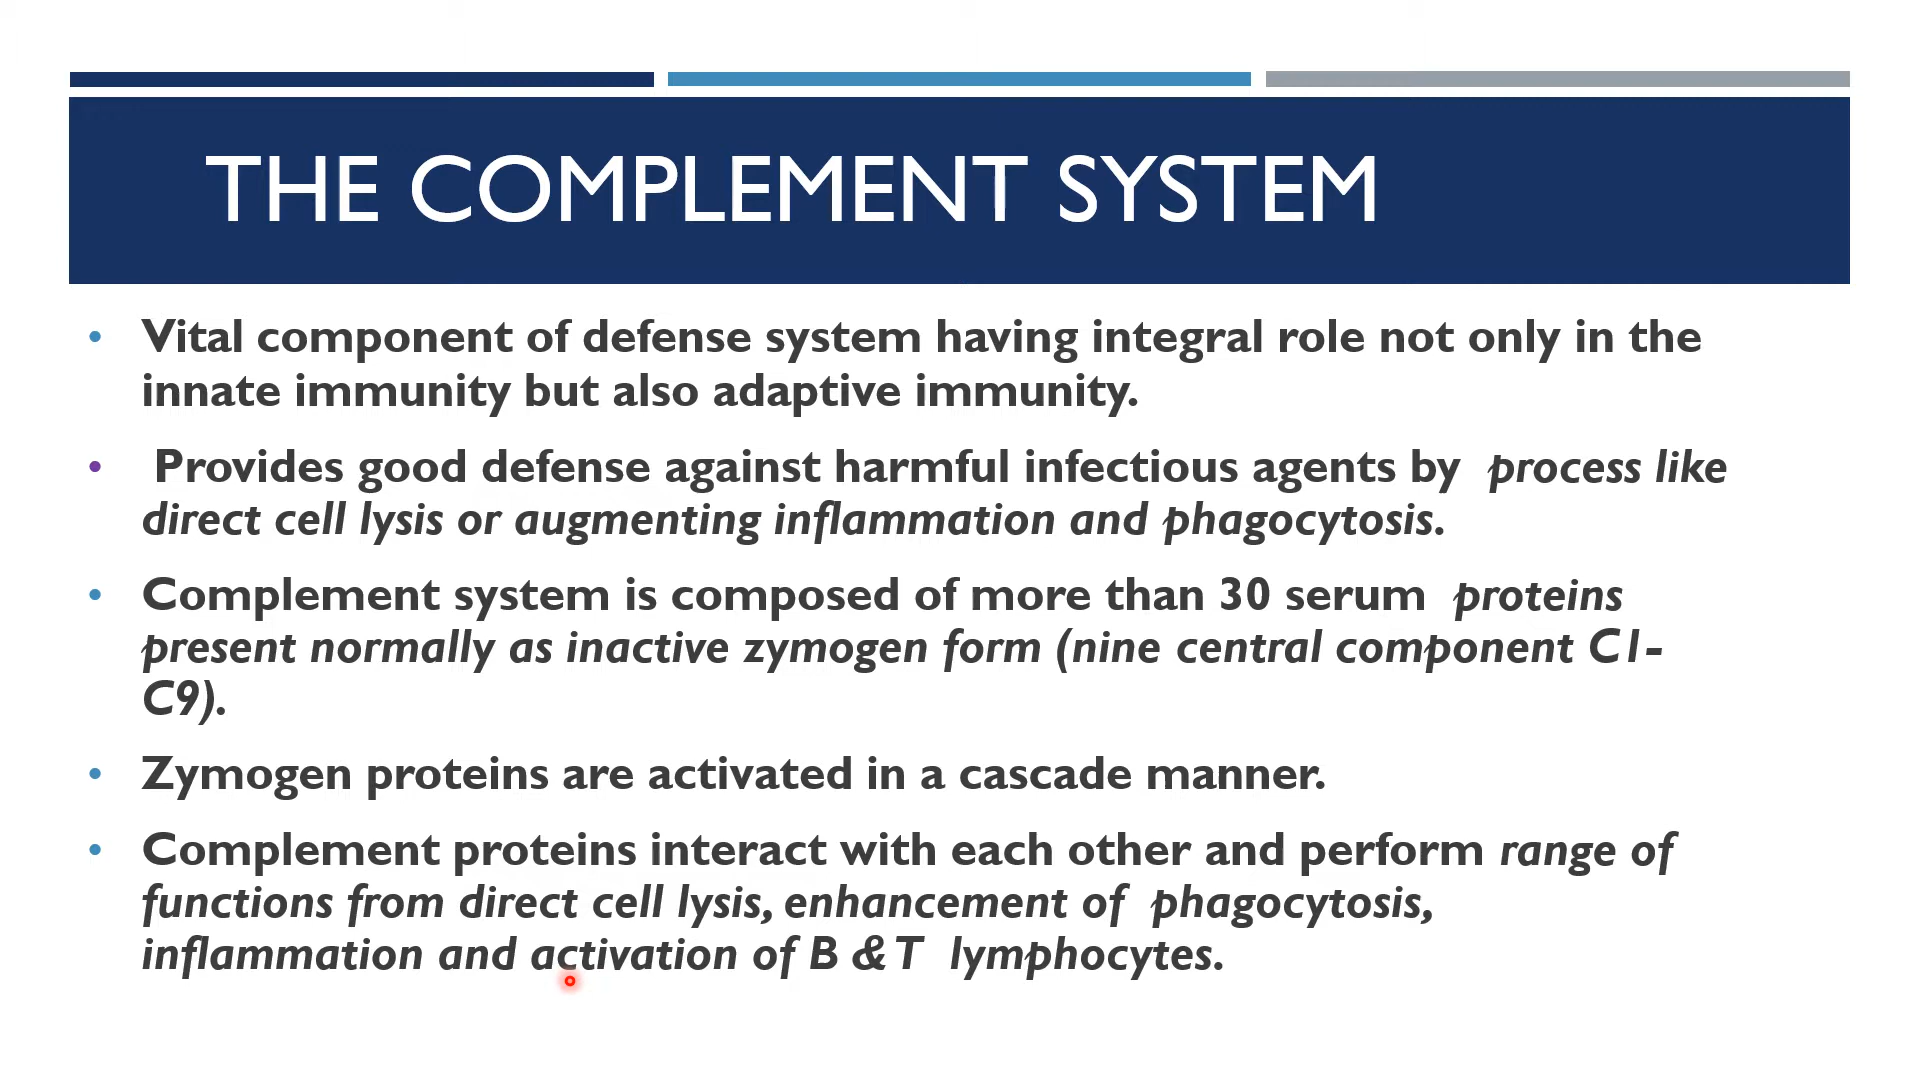 THE COMPLEMENT SYSTEM
• Vital component of defense system having integral role not only in the
innate immunity but also adaptive immunity.
• Provides good defense against harmful infectious agents by process like
direct cell lysis or augmenting inflammation and phagocytosis.
• Complement system is composed of more than 30 serum proteins
present normally as inactive zymogen form (nine central component C1-
C9).
• Zymogen proteins are activated in a cascade manner.
• Complement proteins interact with each other and perform range of
functions from direct cell lysis, enhancement of phagocytosis,
inflammation and activation of B & T lymphocytes.